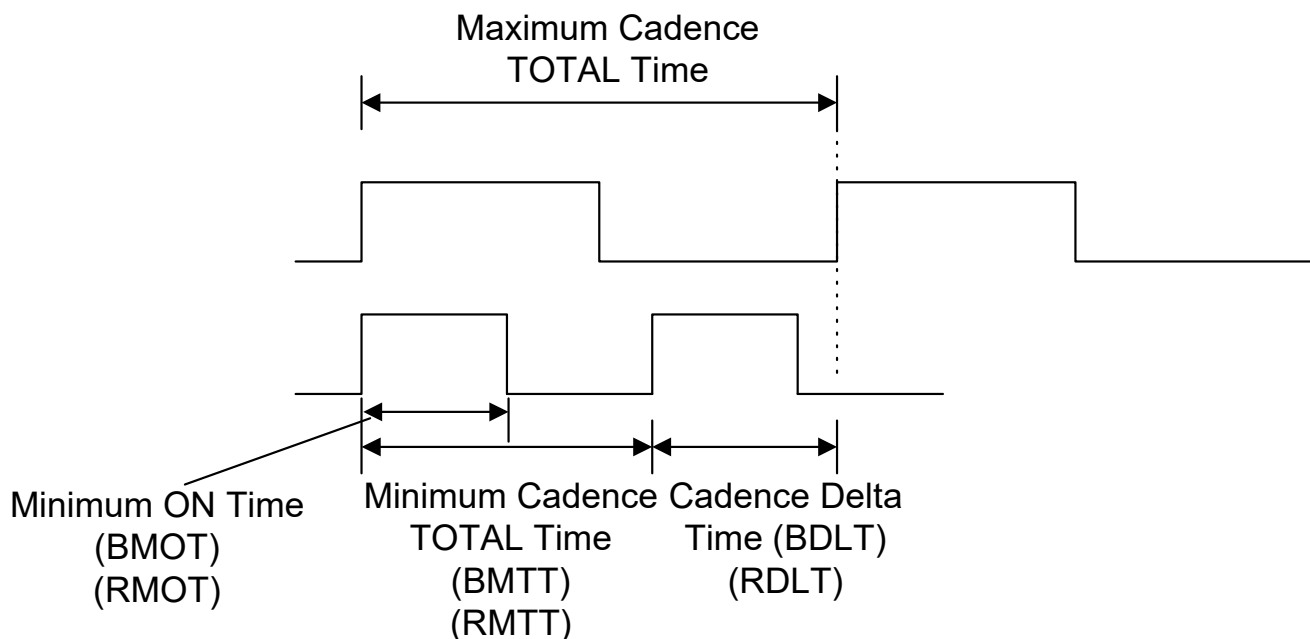 Maximum Cadence
TOTAL Time
Minimum ON Time
(BMOT)
(RMOT)
Minimum Cadence
TOTAL Time
(BMTT)
(RMTT)
Cadence Delta
Time (BDLT)
(RDLT)